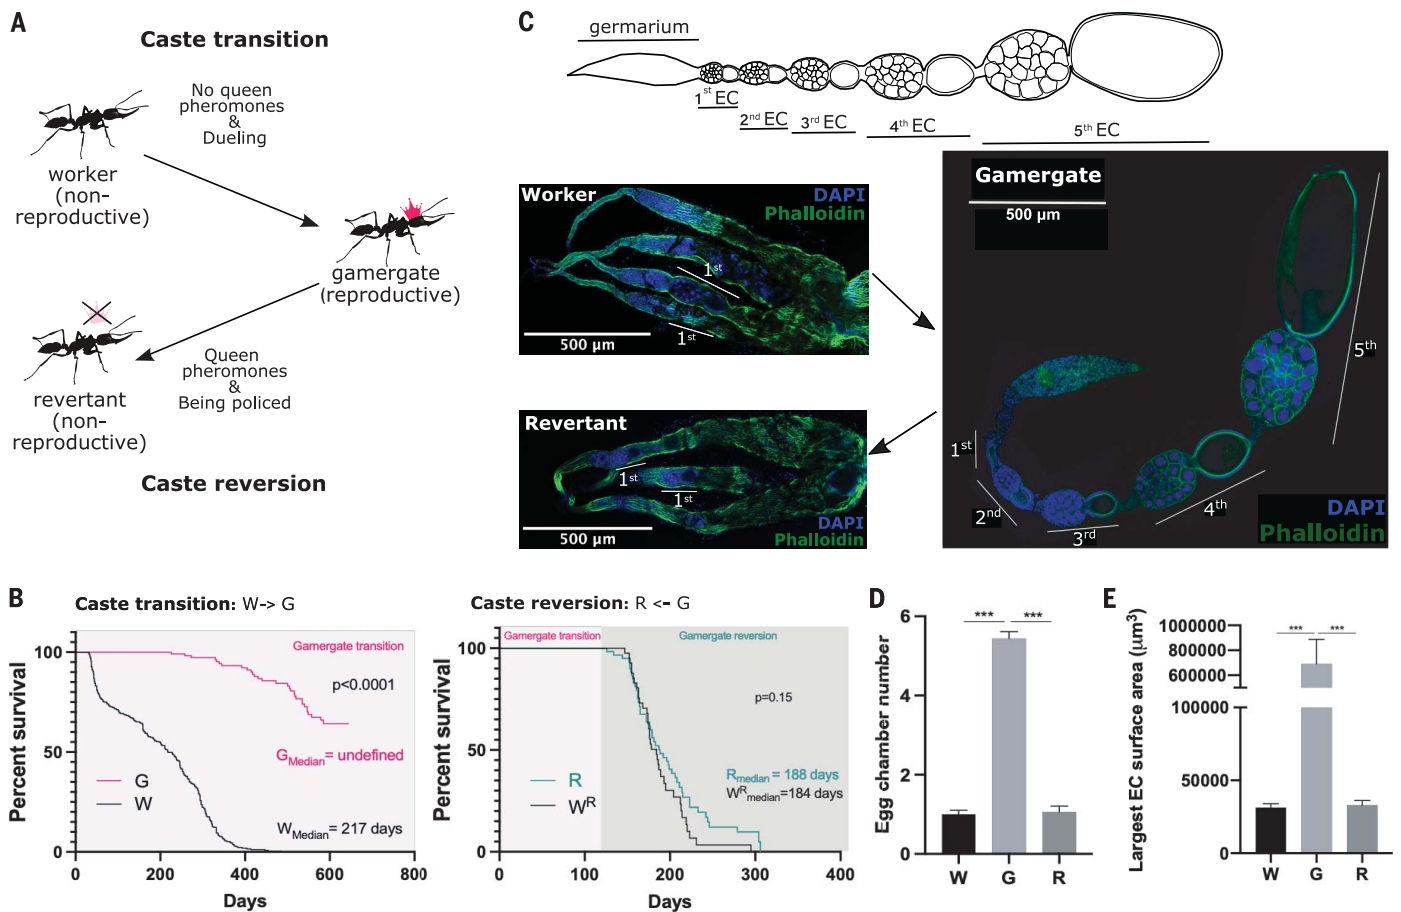 A
Caste transition
No queen
pheromones
&
Dueling
worker
(non-
reproductive)
gamergate
(reproductive)
revertant
(non-
reproductive)
Queen
pheromones
&
Being policed
Caste reversion
C
germarium
1st EC
2nd EC
3rd EC
4th EC
5th EC
Worker
DAPI
Phalloidin
1st
1st
500 µm
Revertant
1st
1st
500 µm
DAPI
Phalloidin
Gamergate
500 µm
5th
1st
2nd
3rd
4th
DAPI
Phalloidin
B
Caste transition: W-> G
Percent survival
100
50
0
0
200
400
600
800
Days
Gamergate transition
p<0.0001
GMedian= undefined
G
W
WMedian= 217 days
Caste reversion: R <- G
Percent survival
100
50
0
0
100
200
300
400
Days
Gamergate transition
Gamergate reversion
p=0.15
R
WR
Rmedian= 188 days
WRmedian=184 days
D
Egg chamber number
6
4
2
0
***
***
W
G
R
E
Largest EC surface area (µm3)
1000000
800000
600000
100000
50000
0
***
***
W
G
R